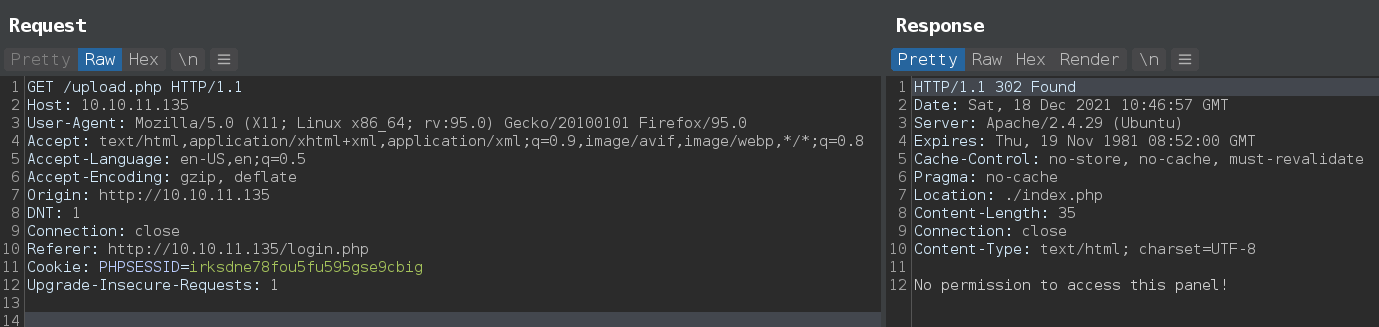 Request
Pretty Raw Hex \n ≡
1 GET /upload.php HTTP/1.1
2 Host: 10.10.11.135
3 User-Agent: Mozilla/5.0 (X11; Linux x86_64; rv:95.0) Gecko/20100101 Firefox/95.0
4 Accept: text/html,application/xhtml+xml,application/xml;q=0.9,image/avif,image/webp,*/*;q=0.8
5 Accept-Language: en-US,en;q=0.5
6 Accept-Encoding: gzip, deflate
7 Origin: http://10.10.11.135
8 DNT: 1
9 Connection: close
10 Referer: http://10.10.11.135/login.php
11 Cookie: PHPSESSID=irksdne78fou5fu595gse9cbig
12 Upgrade-Insecure-Requests: 1
13
14
Response
Pretty Raw Hex Render \n ≡
1 HTTP/1.1 302 Found
2 Date: Sat, 18 Dec 2021 10:46:57 GMT
3 Server: Apache/2.4.29 (Ubuntu)
4 Expires: Thu, 19 Nov 1981 08:52:00 GMT
5 Cache-Control: no-store, no-cache, must-revalidate
6 Pragma: no-cache
7 Location: ./index.php
8 Content-Length: 35
9 Connection: close
10 Content-Type: text/html; charset=UTF-8
11
12 No permission to access this panel!